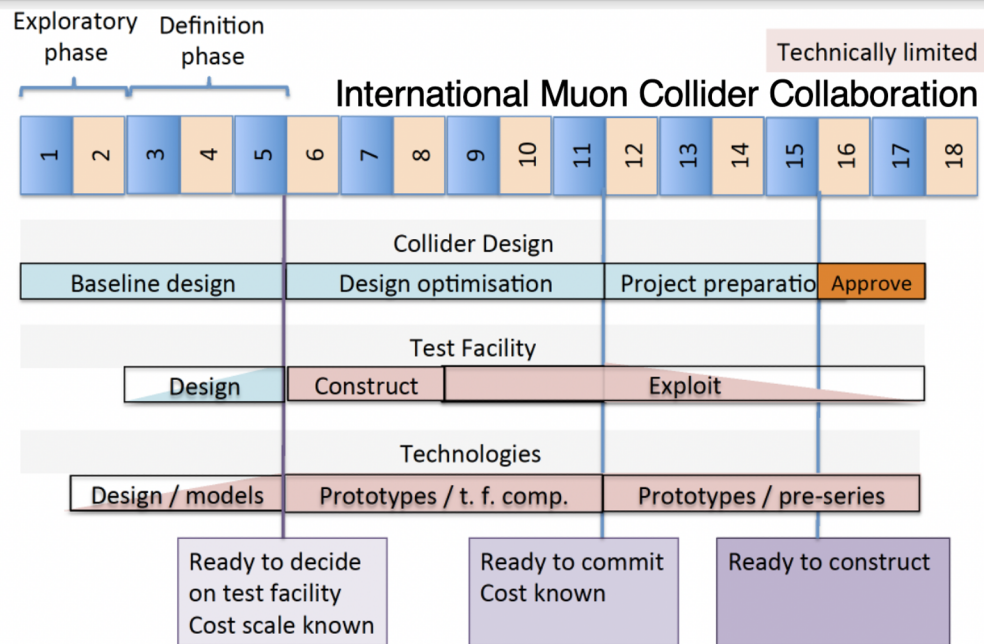 Exploratory
phase
Definition
phase
Technically limited
International Muon Collider Collaboration
1 2 3 4 5 6 7 8 9 10 11 12 13 14 15 16 17 18
Collider Design
Baseline design Design optimisation Project preparatio Approve
Test Facility
Design Construct Exploit
Technologies
Design / models Prototypes / t. f. comp. Prototypes / pre-series
Ready to decide
on test facility
Cost scale known
Ready to commit
Cost known
Ready to construct